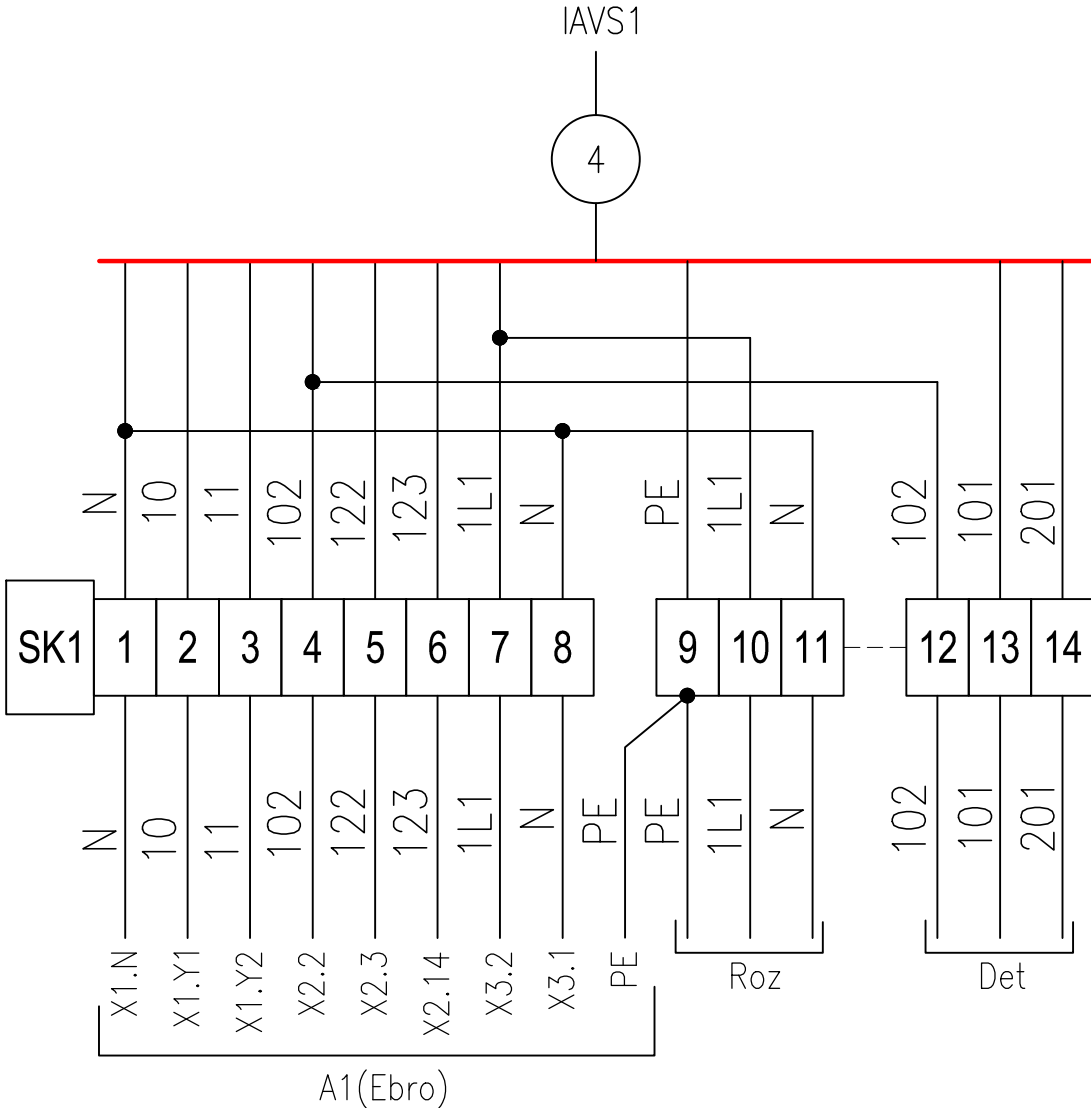 IAVS1
4
N 10 11 102 122 123 1L1 N PE 1L1 N 102 101 201
SK1 1 2 3 4 5 6 7 8 9 10 11 12 13 14
N 10 11 102 122 123 1L1 N PE PE 1L1 N 102 101 201
X1.N X1.Y1 X1.Y2 X2.2 X2.3 X2.14 X3.2 X3.1 PE Roz Det
A1(Ebro)